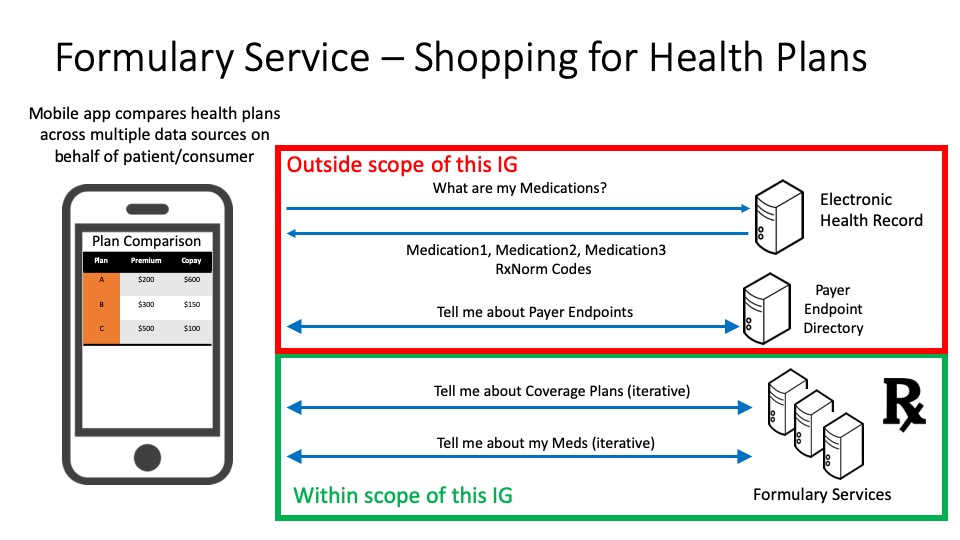 Formulary Service – Shopping for Health Plans
Mobile app compares health plans
across multiple data sources on
behalf of patient/consumer
Plan Comparison
Plan Premium Copay
A $200 $600
B $300 $150
C $500 $100
Outside scope of this IG
What are my Medications?
Electronic
Health Record
Medication1, Medication2, Medication3
RxNorm Codes
Tell me about Payer Endpoints
Payer
Endpoint
Directory
Tell me about Coverage Plans (iterative)
Rx
Tell me about my Meds (iterative)
Formulary Services
Within scope of this IG